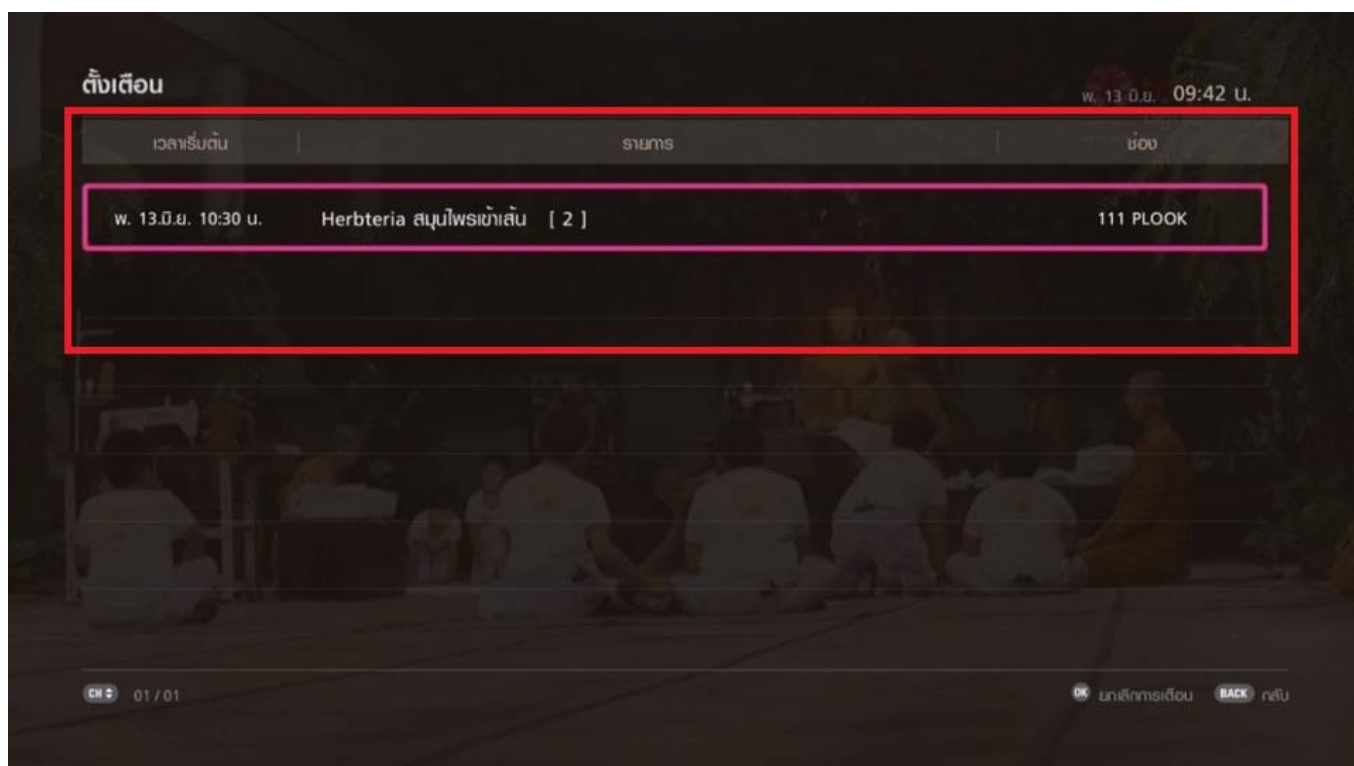 ตั้งเตือน
พ. 13 มิ.ย. 09:42 น.
เวลาเริ่มต้น รายการ ช่อง
พ. 13.มิ.ย. 10:30 น. Herbteria สมุนไพรเข้าเส้น [ 2 ] 111 PLOOK
CH 01 / 01 OK ยกเลิกการเตือน BACK กลับ